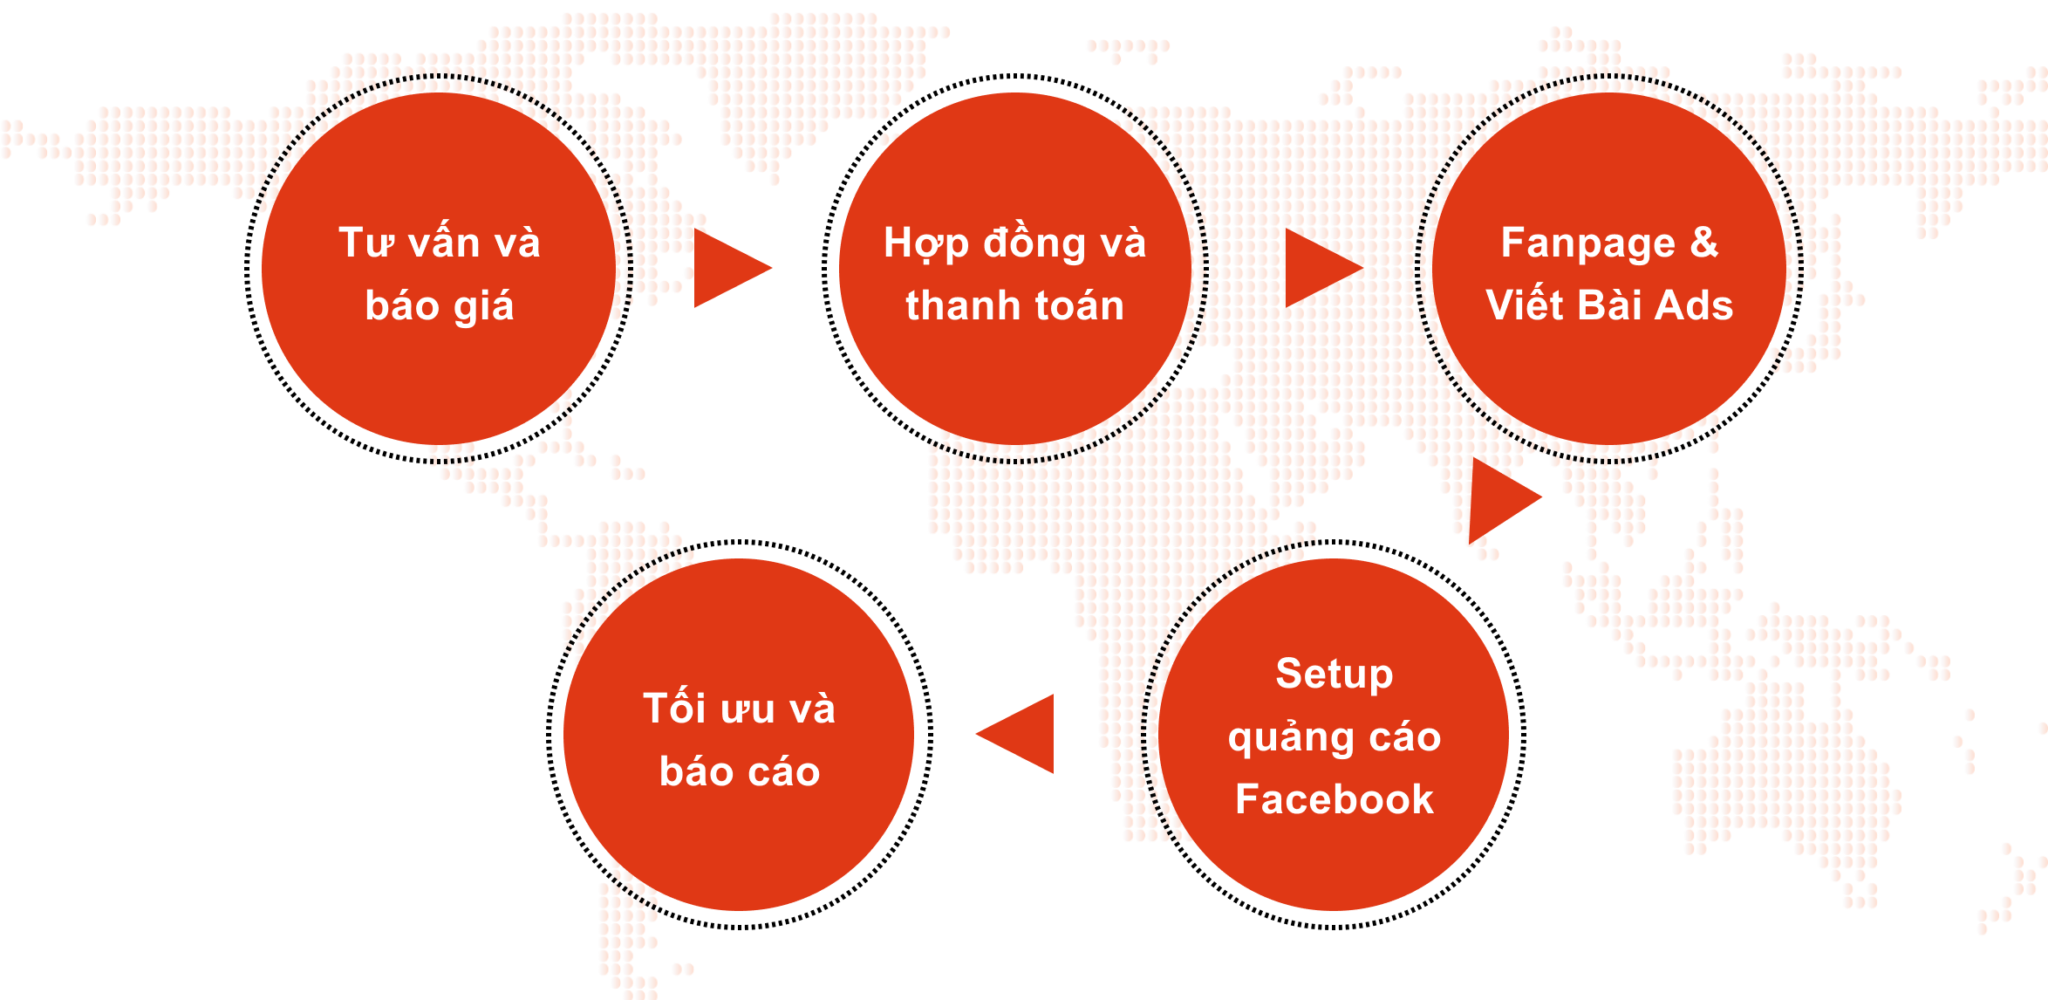 Tư vấn và
báo giá
Hợp đồng và
thanh toán
Fanpage &
Viết Bài Ads
Setup
quảng cáo
Facebook
Tối ưu và
báo cáo